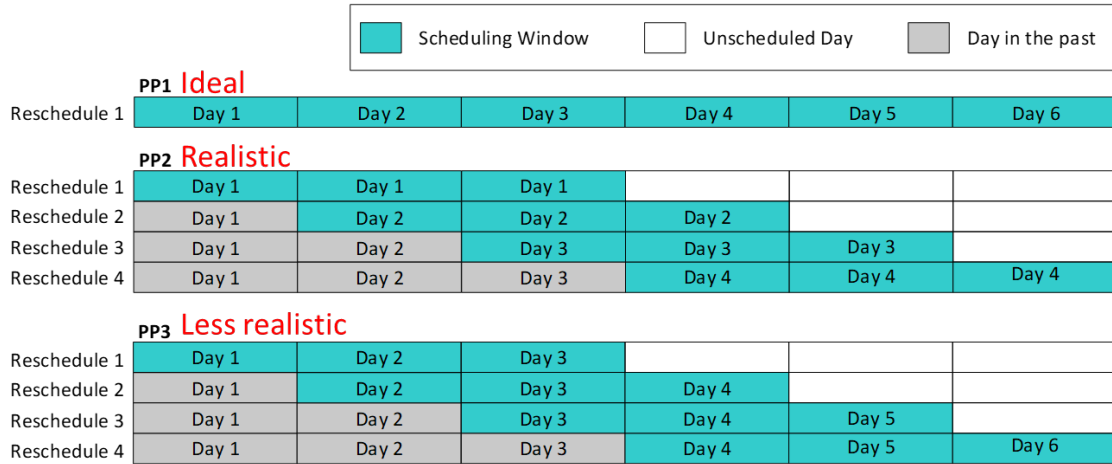 Scheduling Window Unscheduled Day Day in the past
PP1 Ideal
Reschedule 1 Day 1 Day 2 Day 3 Day 4 Day 5 Day 6
PP2 Realistic
Reschedule 1 Day 1 Day 1 Day 1
Reschedule 2 Day 1 Day 2 Day 2 Day 2
Reschedule 3 Day 1 Day 2 Day 3 Day 3 Day 3
Reschedule 4 Day 1 Day 2 Day 3 Day 4 Day 4 Day 4
PP3 Less realistic
Reschedule 1 Day 1 Day 2 Day 3
Reschedule 2 Day 1 Day 2 Day 3 Day 4
Reschedule 3 Day 1 Day 2 Day 3 Day 4 Day 5
Reschedule 4 Day 1 Day 2 Day 3 Day 4 Day 5 Day 6